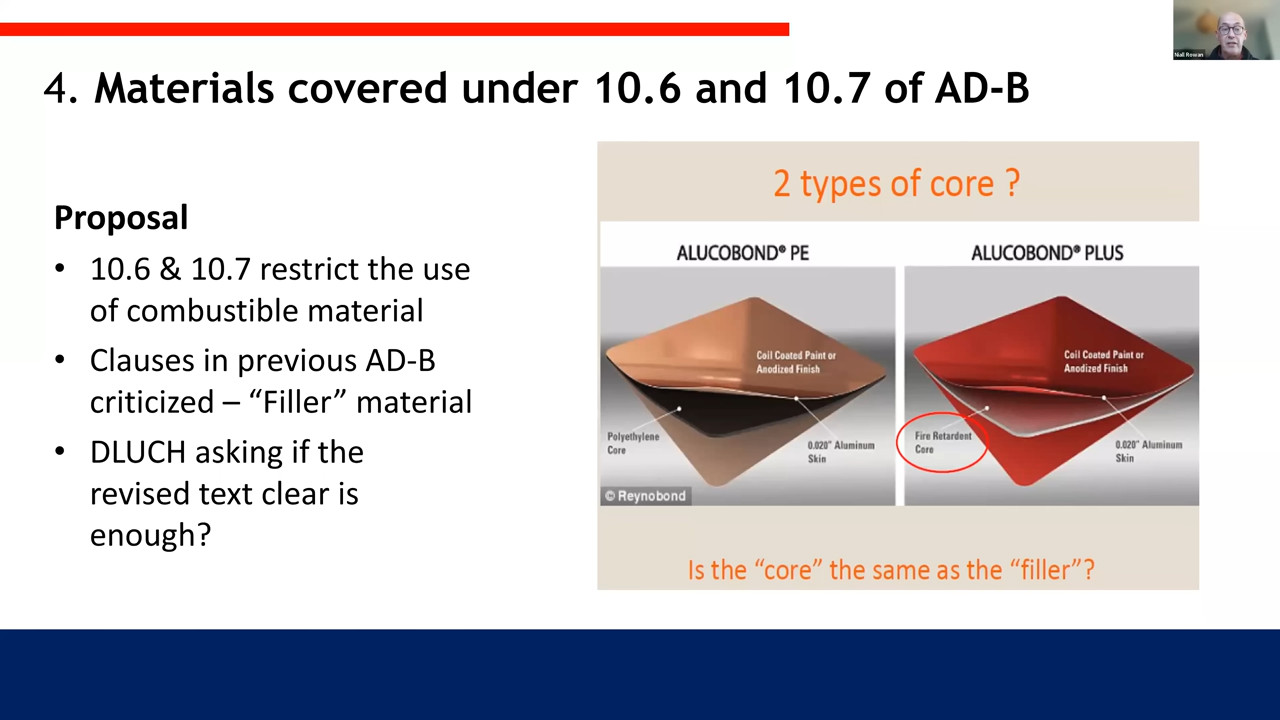 Niall Rowan
4. Materials covered under 10.6 and 10.7 of AD-B
Proposal
• 10.6 & 10.7 restrict the use
of combustible material
• Clauses in previous AD-B
criticized – “Filler” material
• DLUCH asking if the
revised text clear is
enough?
2 types of core ?
ALUCOBOND® PE
Coil Coated Paint or
Anodized Finish
Polyethylene
Core
0.020" Aluminum
Skin
© Reynobond
ALUCOBOND® PLUS
Coil Coated Paint or
Anodized Finish
Fire Retardent
Core
0.020" Aluminum
Skin
Is the “core” the same as the “filler”?